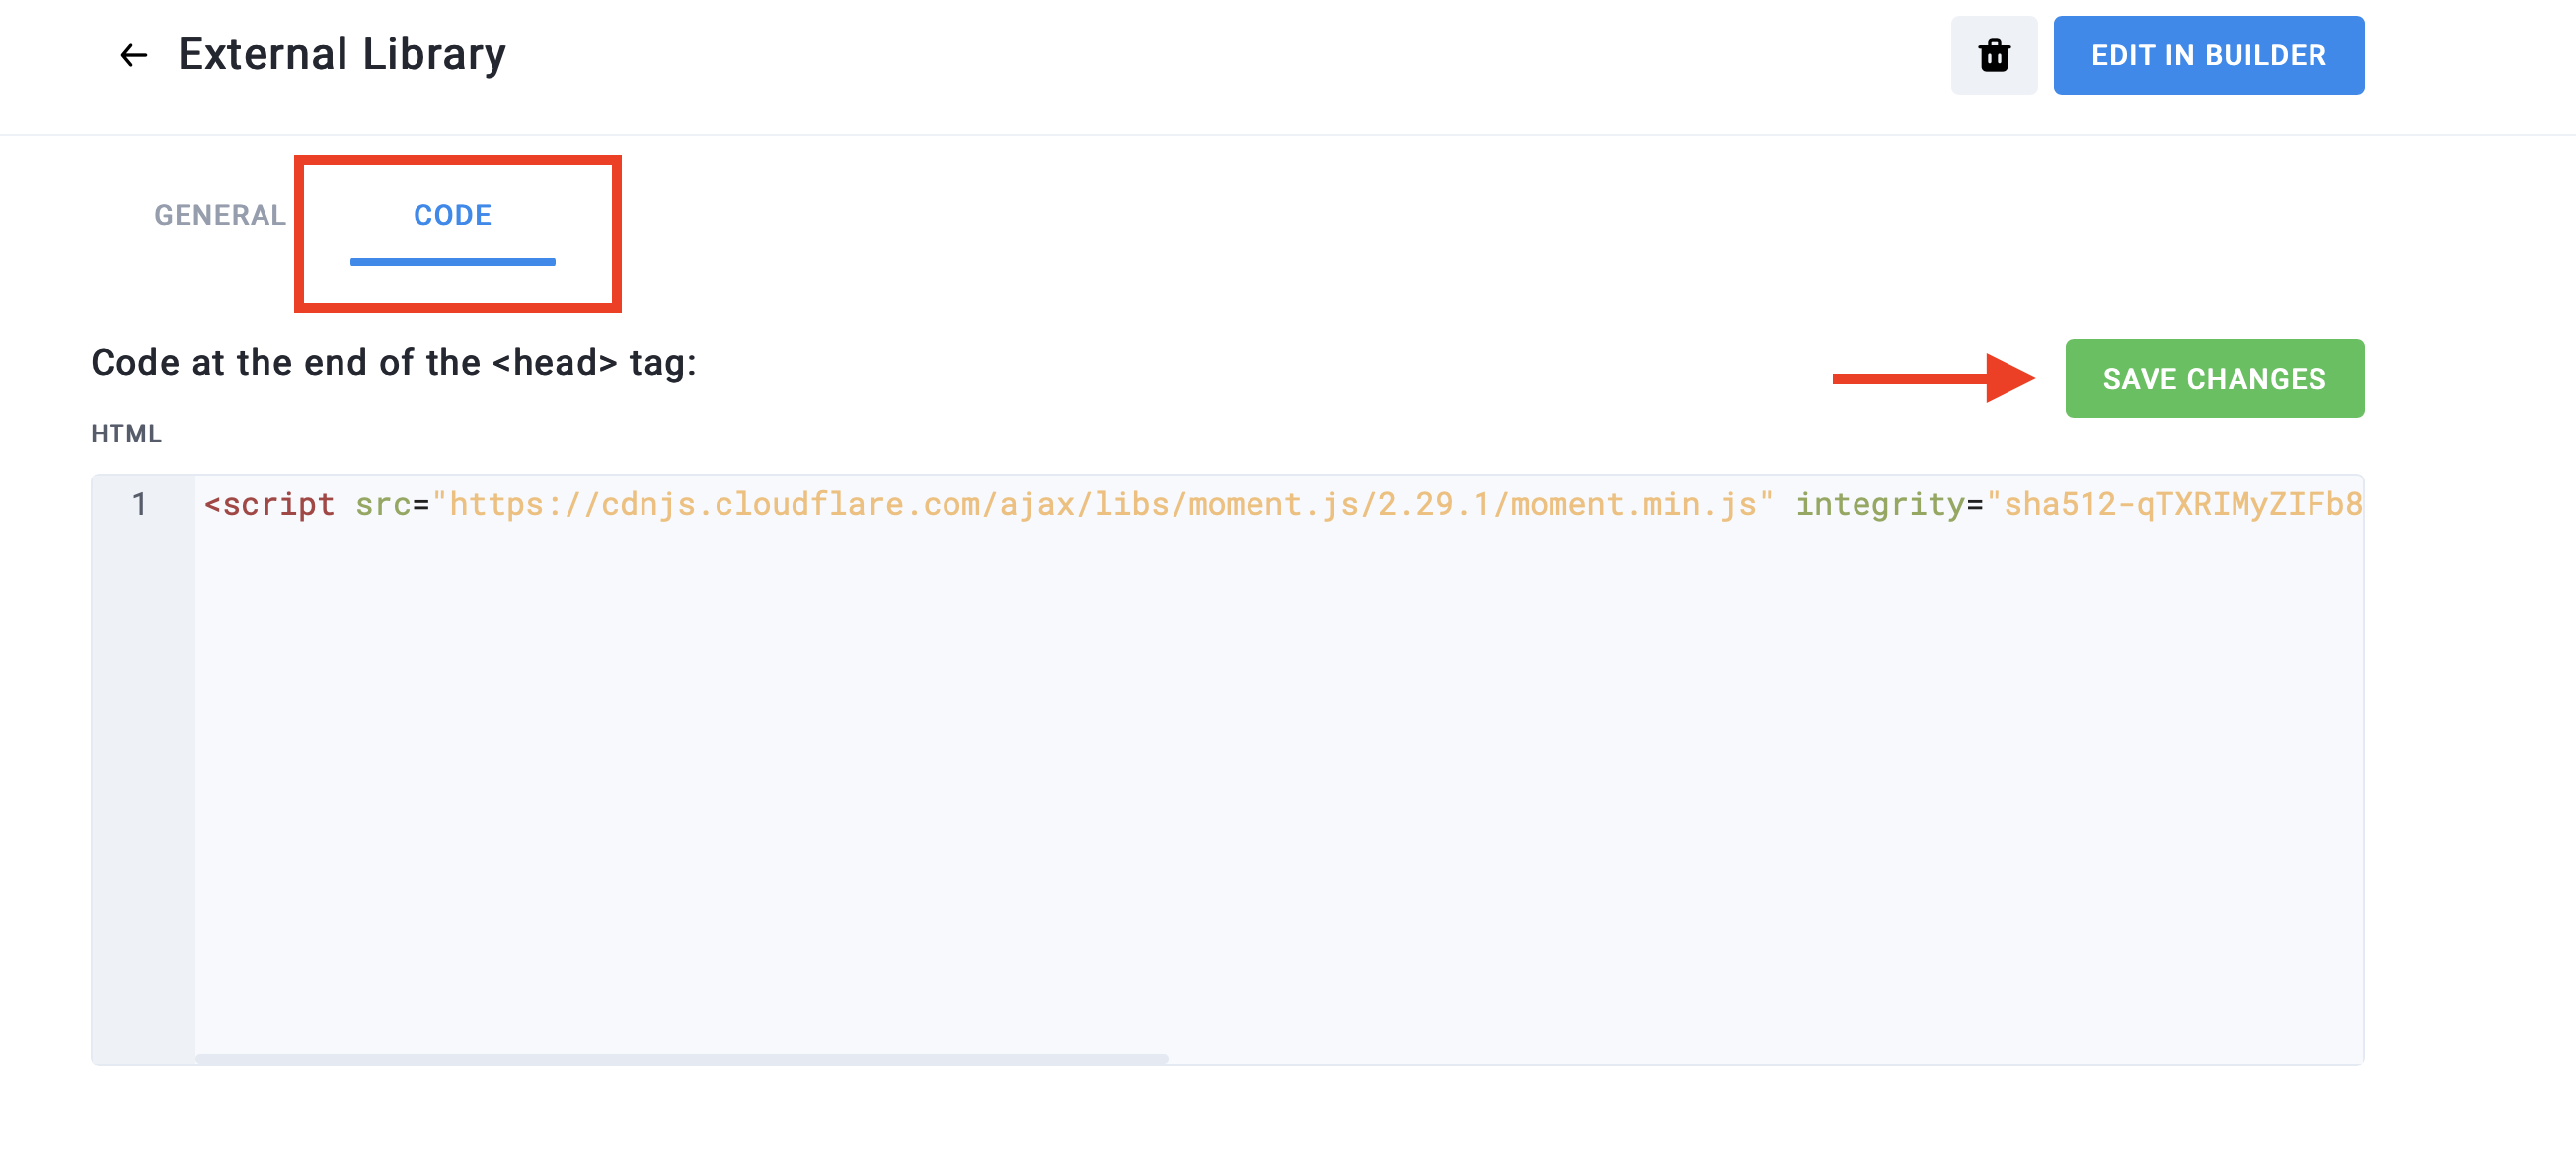 External Library
EDIT IN BUILDER
GENERAL
CODE
Code at the end of the <head> tag:
SAVE CHANGES
HTML
1 <script src="https://cdnjs.cloudflare.com/ajax/libs/moment.js/2.29.1/moment.min.js" integrity="sha512-qTXRIMyZIFb8